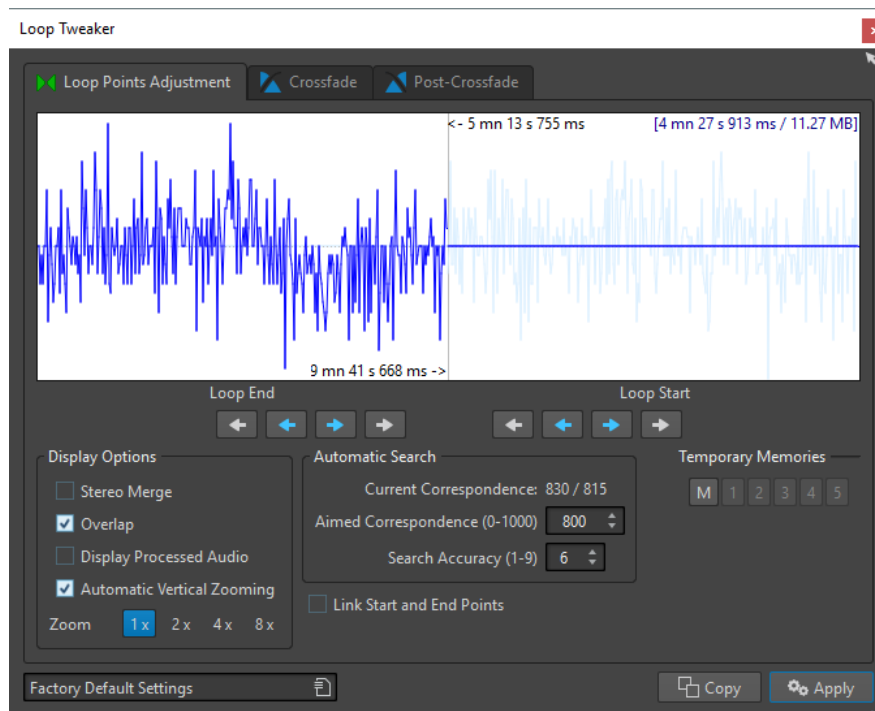 Loop Tweaker
Loop Points Adjustment Crossfade Post-Crossfade
<- 5 mn 13 s 755 ms [4 mn 27 s 913 ms / 11.27 MB]
9 mn 41 s 668 ms ->
Loop End Loop Start
Display Options
Stereo Merge
Overlap
Display Processed Audio
Automatic Vertical Zooming
Zoom 1 x 2 x 4 x 8 x
Automatic Search
Current Correspondence: 830 / 815
Aimed Correspondence (0-1000) 800
Search Accuracy (1-9) 6
Link Start and End Points
Temporary Memories
M 1 2 3 4 5
Factory Default Settings
Copy Apply